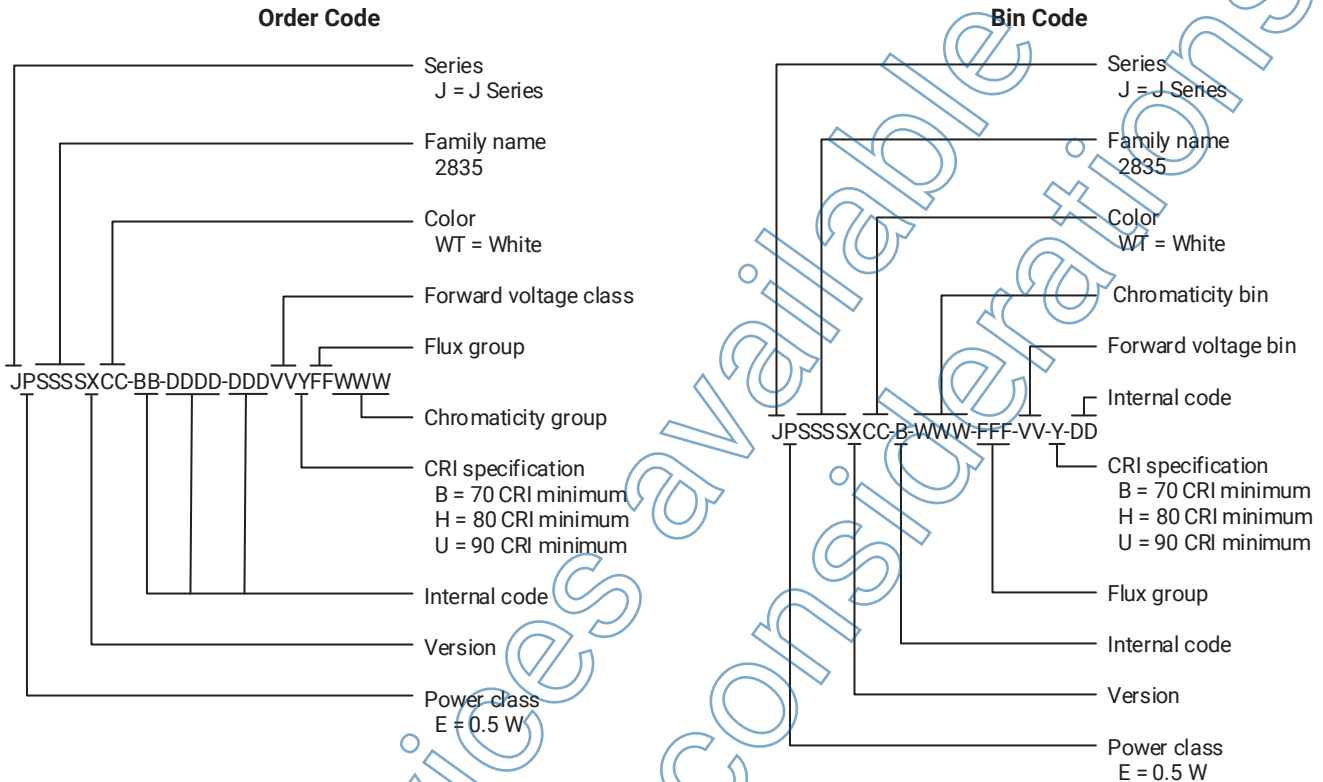 Order Code
Series
J = J Series
Family name
2835
Color
WT = White
Forward voltage class
Flux group
JPSSSSXCC-BB-DDDD-DDDVVYFFWWW
Chromaticity group
CRI specification
B = 70 CRI minimum
H = 80 CRI minimum
U = 90 CRI minimum
Internal code
Version
Power class
E = 0.5 W
Bin Code
Series
J = J Series
Family name
2835
Color
WT = White
Chromaticity bin
Forward voltage bin
Internal code
JPSSSSXCC-B-WWW-FFF-VV-Y-DD
CRI specification
B = 70 CRI minimum
H = 80 CRI minimum
U = 90 CRI minimum
Flux group
Internal code
Version
Power class
E = 0.5 W
available
considerations